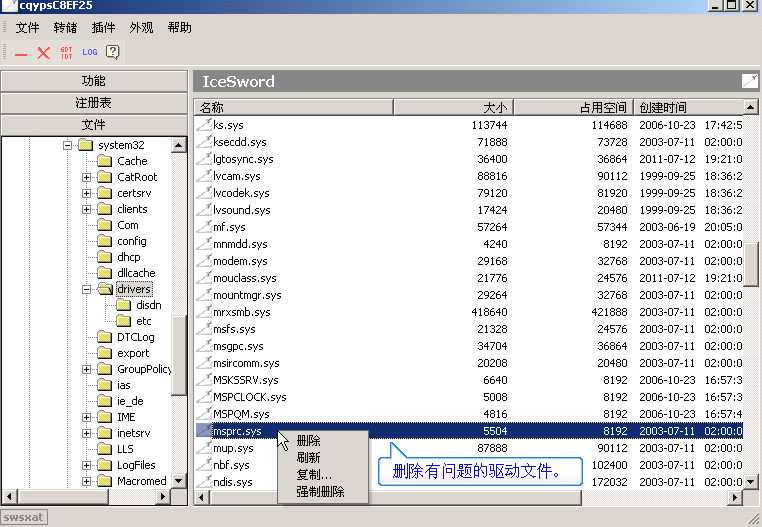 cqypsC8EF25
文件 转储 插件 外观 帮助
GDT IDT LOG
功能
注册表
文件
system32
Cache
CatRoot
certsrv
clients
Com
config
dhcp
dllcache
drivers
disdn
etc
DTCLog
export
GroupPolicy
ias
ie_de
IME
inetsrv
LLS
LogFiles
Macromed
IceSword
名称 大小 占用空间 创建时间
ks.sys 113744 114688 2006-10-23 17:42:5
ksecdd.sys 71888 73728 2003-07-11 02:00:0
lgtosync.sys 36400 36864 2011-07-12 19:21:0
lvcam.sys 88816 90112 1999-09-25 18:36:2
lvcodek.sys 79120 81920 1999-09-25 18:36:2
lvsound.sys 17424 20480 1999-09-25 18:36:2
mf.sys 57264 57344 2003-06-19 20:05:0
mnmdd.sys 4240 8192 2003-07-11 02:00:0
modem.sys 29168 32768 2003-07-11 02:00:0
mouclass.sys 21776 24576 2011-07-12 19:21:0
mountmgr.sys 29264 32768 2003-07-11 02:00:0
mrxsmb.sys 418640 421888 2003-07-11 02:00:0
msfs.sys 21328 24576 2003-07-11 02:00:0
msgpc.sys 34704 36864 2003-07-11 02:00:0
msircomm.sys 20208 20480 2003-07-11 02:00:0
MSKSSRV.sys 6640 8192 2006-10-23 16:57:3
MSPCLOCK.sys 5008 8192 2006-10-23 16:57:3
MSPQM.sys 4816 8192 2006-10-23 16:57:4
msprc.sys 5504 8192 2003-07-11 02:00:0
mup.sys 87888 90112 2003-07-11 02:00:0
nbf.sys 102400 2003-07-11 02:00:0
ndis.sys 172032 2003-07-11 02:00:0
删除
刷新
复制...
强制删除
删除有问题的驱动文件。
swsxat